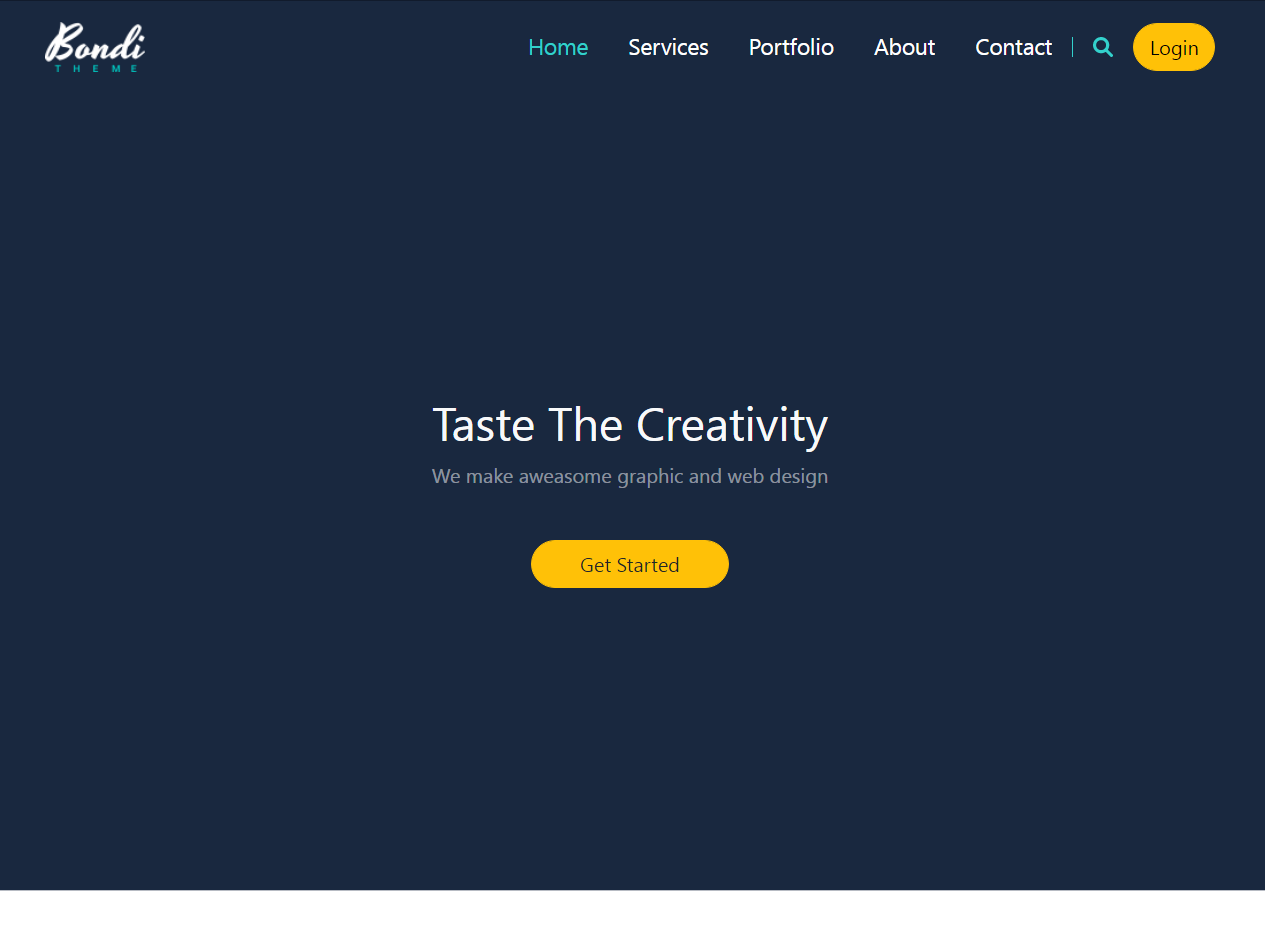 Bondi
THEME
Home Services Portfolio About Contact Login
Taste The Creativity
We make aweasome graphic and web design
Get Started